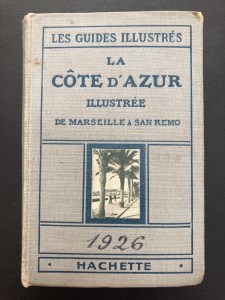 LES GUIDES ILLUSTRÉS
LA
CÔTE D'AZUR
ILLUSTRÉE
DE MARSEILLE À SAN REMO
1926
HACHETTE